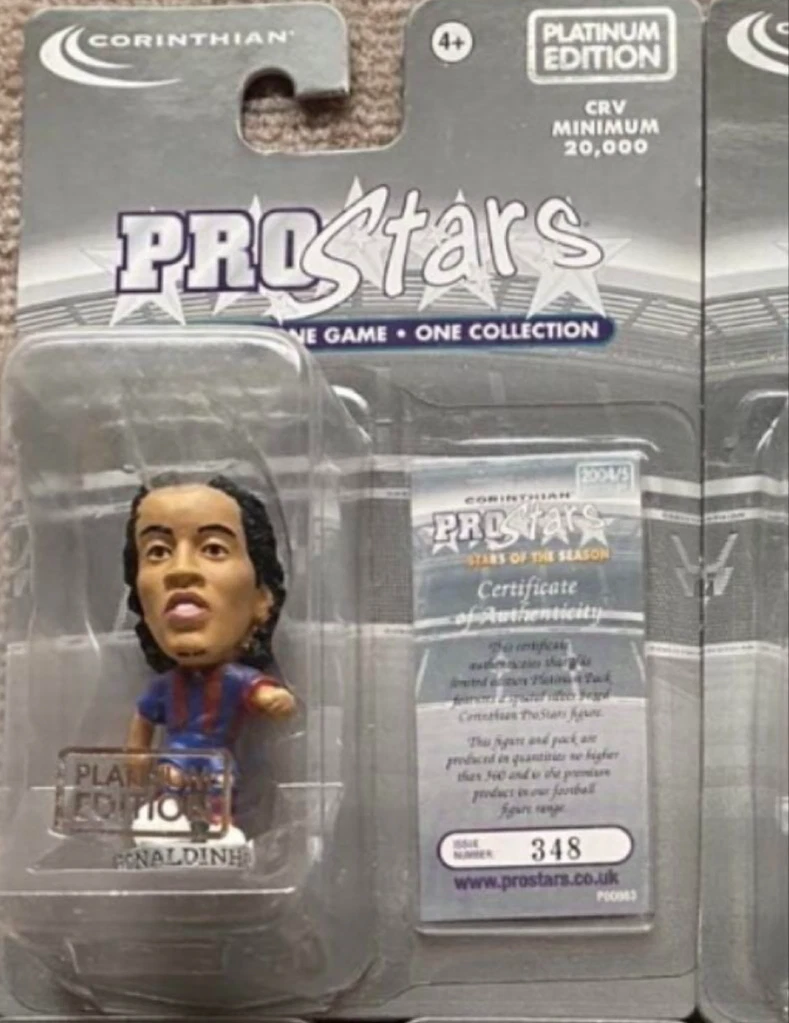 CORINTHIAN
4+
PLATINUM
EDITION
CRV
MINIMUM
20,000
PROStars
NE GAME • ONE COLLECTION
2004/5
CORINTHIAN
PROStars
STARS OF THE SEASON
Certificate
of Authenticity
This certificate
authenticates that this
limited edition Platinum Pack
features a special silver based
Corinthian ProStars figure.
This figure and pack are
produced in quantities no higher
than 360 and is the premium
product in our football
figure range.
ISSUE
NUMBER: 348
www.prostars.co.uk
PLATINUM
EDITION
RONALDINH